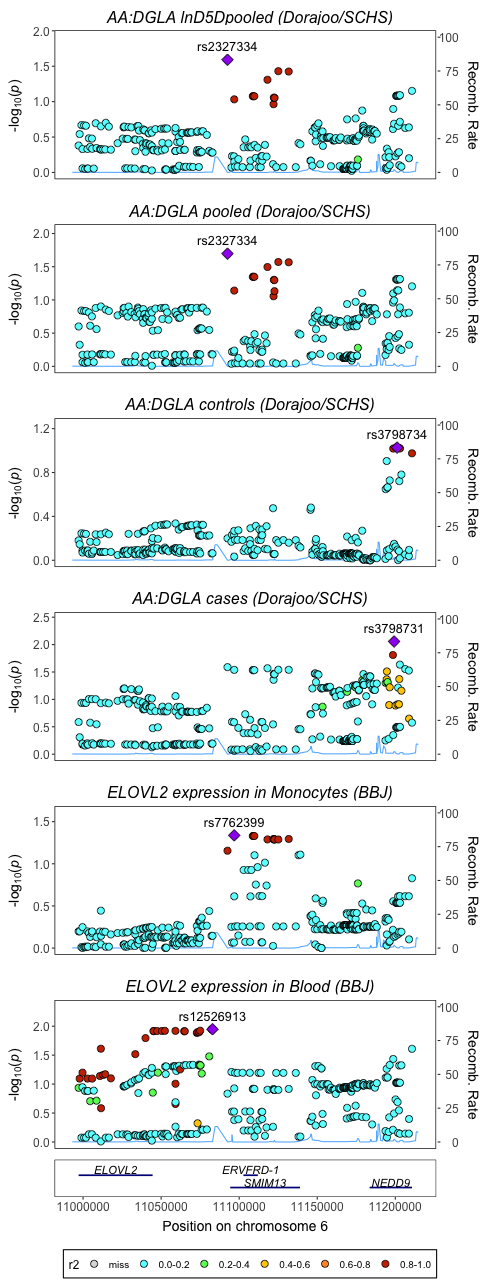 AA:DGLA lnD5Dpooled (Dorajoo/SCHS)
rs2327334
-log10(p)
2.0
1.5
1.0
0.5
0.0
100
75
50
25
0
Recomb. Rate
AA:DGLA pooled (Dorajoo/SCHS)
rs2327334
-log10(p)
2.0
1.5
1.0
0.5
0.0
100
75
50
25
0
Recomb. Rate
AA:DGLA controls (Dorajoo/SCHS)
rs3798734
-log10(p)
1.2
0.8
0.4
0.0
100
75
50
25
0
Recomb. Rate
AA:DGLA cases (Dorajoo/SCHS)
rs3798731
-log10(p)
2.5
2.0
1.5
1.0
0.5
0.0
100
75
50
25
0
Recomb. Rate
ELOVL2 expression in Monocytes (BBJ)
rs7762399
-log10(p)
1.5
1.0
0.5
0.0
100
75
50
25
0
Recomb. Rate
ELOVL2 expression in Blood (BBJ)
rs12526913
-log10(p)
2.0
1.5
1.0
0.5
0.0
100
75
50
25
0
Recomb. Rate
ELOVL2 ERVFRD-1
SMIM13 NEDD9
11000000 11050000 11100000 11150000 11200000
Position on chromosome 6
r2 miss 0.0-0.2 0.2-0.4 0.4-0.6 0.6-0.8 0.8-1.0